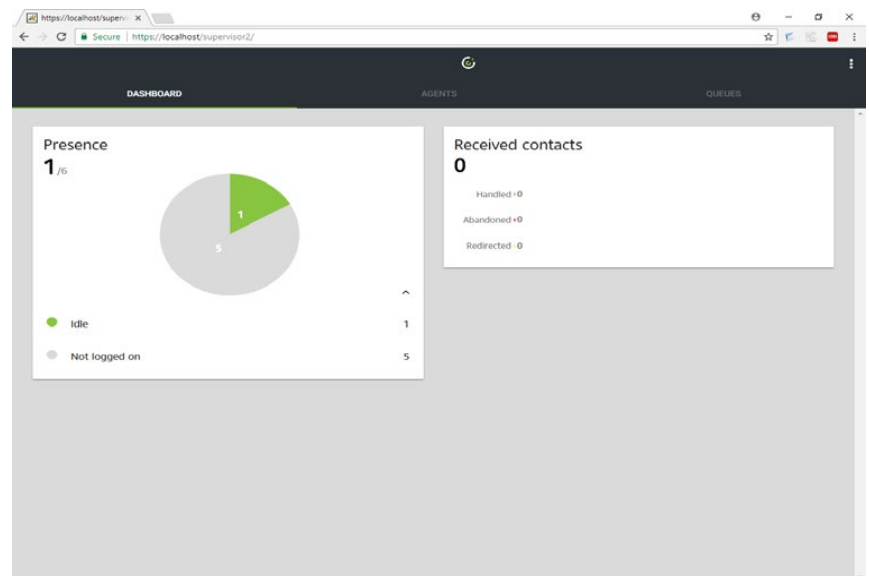 https://localhost/supervi
Secure | https://localhost/supervisor2/
DASHBOARD
AGENTS
QUEUES
Presence
1 /6
1
5
Idle 1
Not logged on 5
Received contacts
0
Handled 0
Abandoned 0
Redirected 0